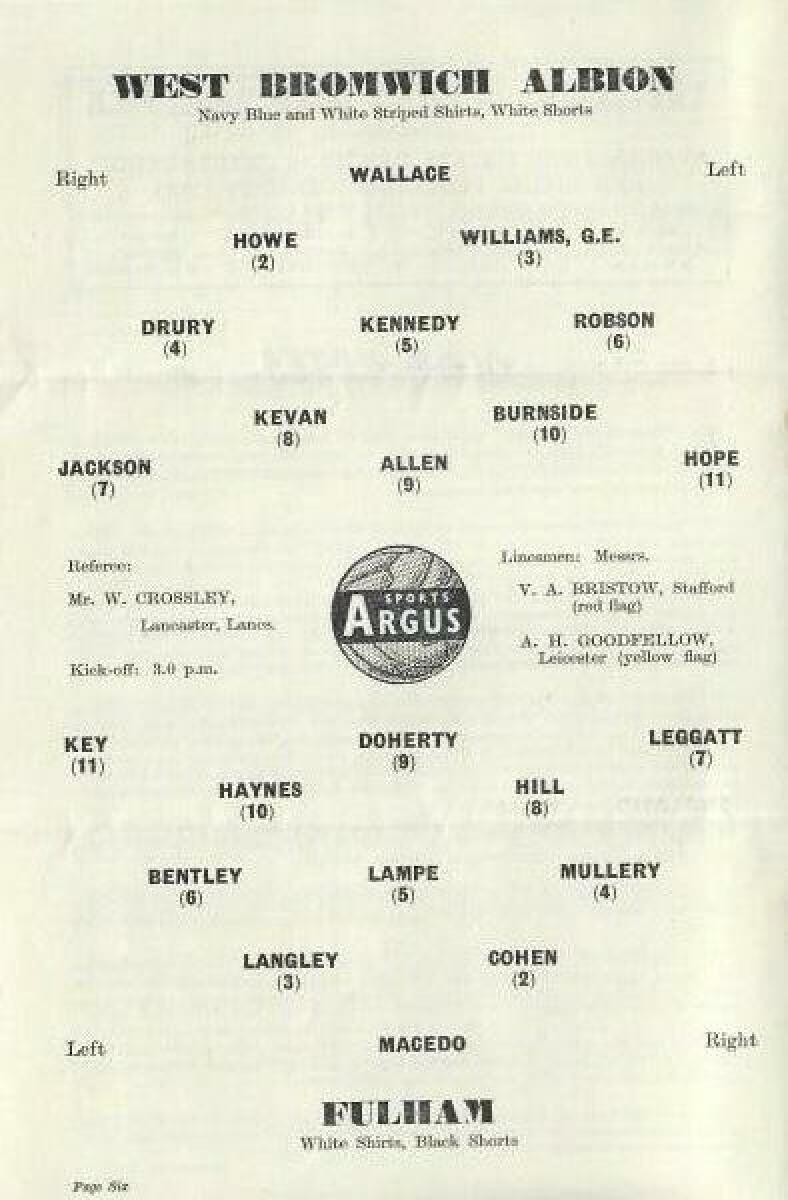 WEST BROMWICH ALBION
Navy Blue and White Striped Shirts, White Shorts
Right WALLACE Left
HOWE WILLIAMS, G.E.
(2) (3)
DRURY KENNEDY ROBSON
(4) (5) (6)
KEVAN BURNSIDE
(8) (10)
JACKSON ALLEN HOPE
(7) (9) (11)
Referee:
Mr. W. CROSSLEY,
Lancaster, Lancs.
Kick-off: 3.0 p.m.
SPORTS
ARGUS
Linesmen: Messrs.
V. A. BRISTOW, Stafford
(red flag)
A. H. GOODFELLOW,
Leicester (yellow flag)
KEY DOHERTY LEGGATT
(11) (9) (7)
HAYNES HILL
(10) (8)
BENTLEY LAMPE MULLERY
(6) (5) (4)
LANGLEY COHEN
(3) (2)
Left MACEDO Right
FULHAM
White Shirts, Black Shorts
Page Six